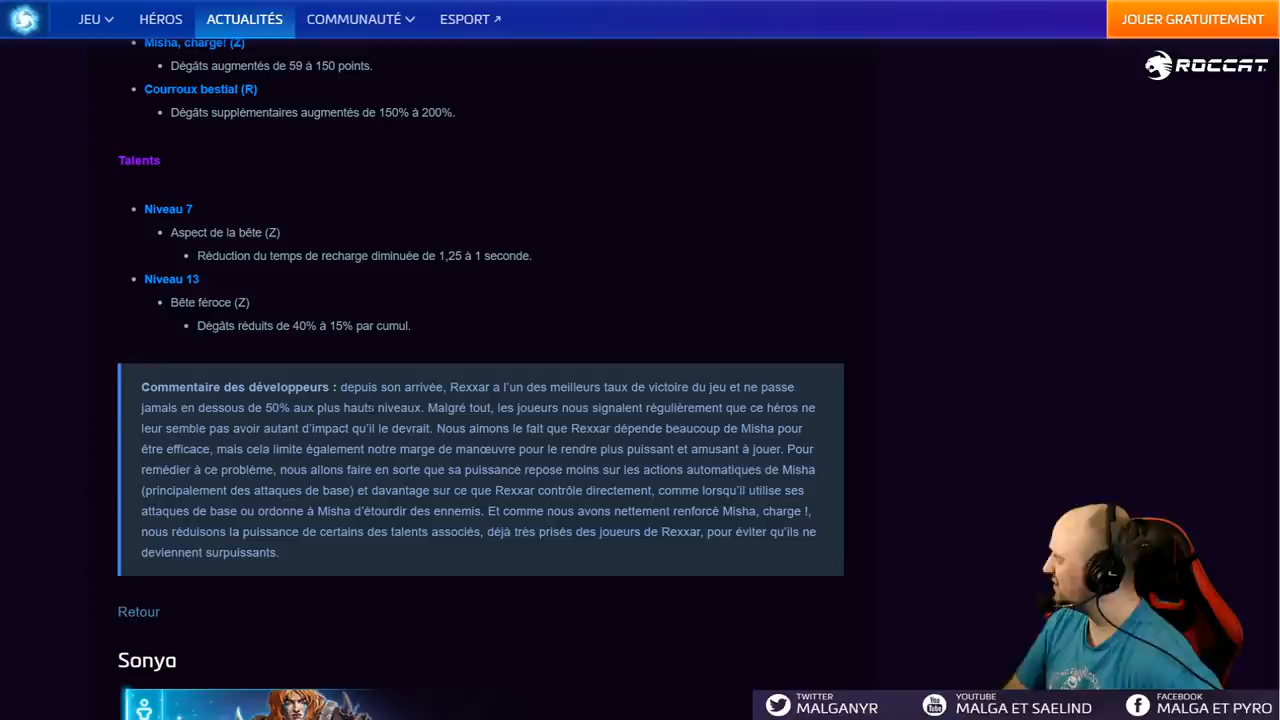 JEU HÉROS ACTUALITÉS COMMUNAUTÉ ESPORT JOUER GRATUITEMENT
Misha, charge! (Z)
Dégâts augmentés de 59 à 150 points.
ROCCAT
Courroux bestial (R)
Dégâts supplémentaires augmentés de 150% à 200%.
Talents
Niveau 7
Aspect de la bête (Z)
Réduction du temps de recharge diminuée de 1,25 à 1 seconde.
Niveau 13
Bête féroce (Z)
Dégâts réduits de 40% à 15% par cumul.
Commentaire des développeurs : depuis son arrivée, Rexxar a l'un des meilleurs taux de victoire du jeu et ne passe
jamais en dessous de 50% aux plus hauts niveaux. Malgré tout, les joueurs nous signalent régulièrement que ce héros ne
leur semble pas avoir autant d'impact qu'il le devrait. Nous aimons le fait que Rexxar dépende beaucoup de Misha pour
être efficace, mais cela limite également notre marge de manœuvre pour le rendre plus puissant et amusant à jouer. Pour
remédier à ce problème, nous allons faire en sorte que sa puissance repose moins sur les actions automatiques de Misha
(principalement des attaques de base) et davantage sur ce que Rexxar contrôle directement, comme lorsqu'il utilise ses
attaques de base ou ordonne à Misha d'étourdir des ennemis. Et comme nous avons nettement renforcé Misha, charge !,
nous réduisons la puissance de certains des talents associés, déjà très prisés des joueurs de Rexxar, pour éviter qu'ils ne
deviennent surpuissants.
Retour
Sonya
TWITTER
MALGANYR
YOUTUBE
MALGA ET SAELIND
FACEBOOK
MALGA ET PYRO